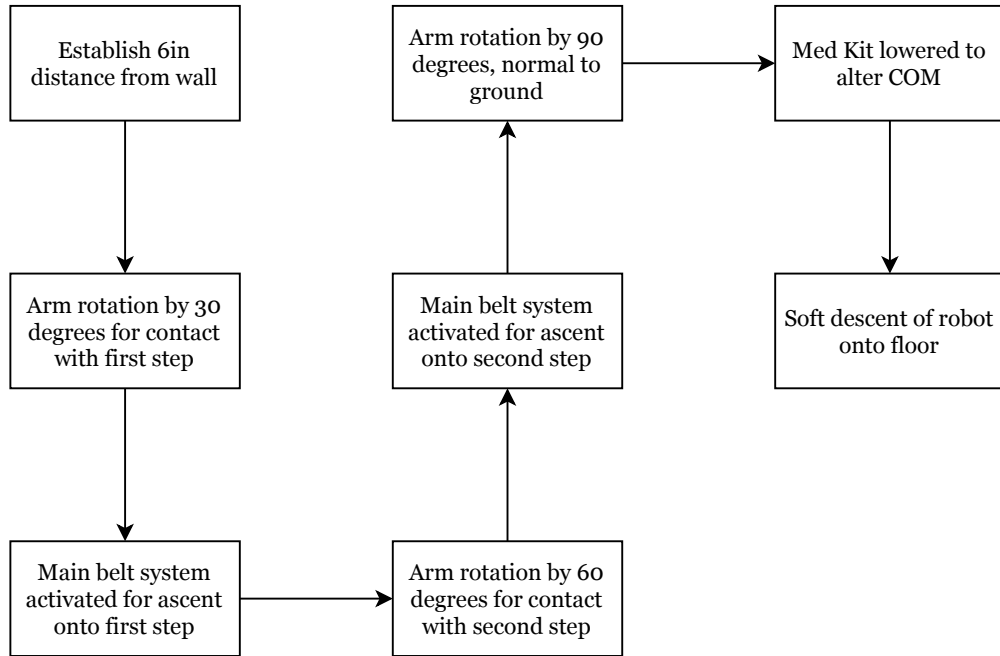 Establish 6in
distance from wall
Arm rotation by 30
degrees for contact
with first step
Main belt system
activated for ascent
onto first step
Arm rotation by 60
degrees for contact
with second step
Main belt system
activated for ascent
onto second step
Arm rotation by 90
degrees, normal to
ground
Med Kit lowered to
alter COM
Soft descent of robot
onto floor